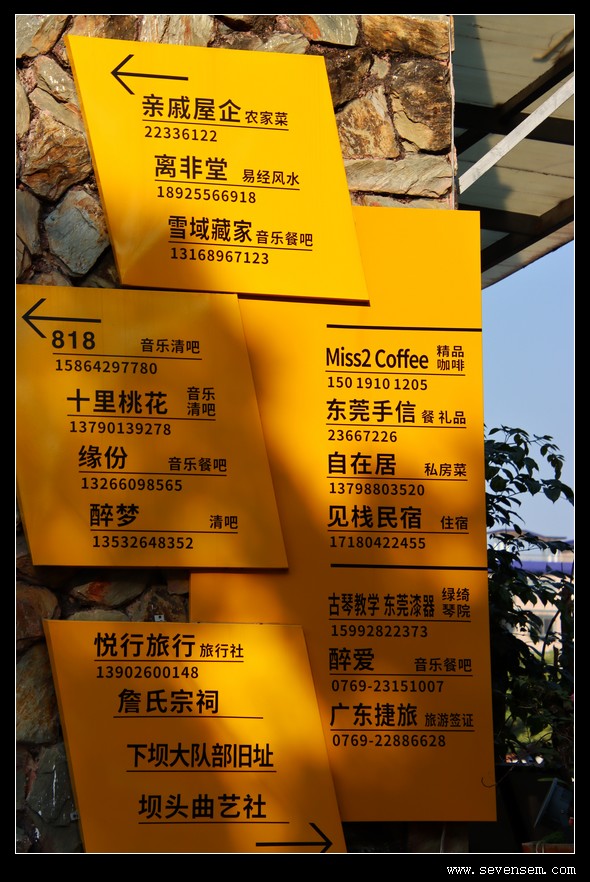 亲戚屋企 农家菜
22336122
离非堂 易经风水
18925566918
雪域藏家 音乐餐吧
13168967123
818 音乐清吧
15864297780
十里桃花 音乐清吧
13790139278
缘份 音乐餐吧
13266098565
醉梦 清吧
13532648352
Miss2 Coffee 精品咖啡
150 1910 1205
东莞手信 餐 礼品
23667226
自在居 私房菜
13798803520
见栈民宿 住宿
17180422455
古琴教学 东莞漆器 绿绮琴院
15992822373
醉爱 音乐餐吧
0769-23151007
广东捷旅 旅游签证
0769-22886628
悦行旅行 旅行社
13902600148
詹氏宗祠
下坝大队部旧址
坝头曲艺社
www.sevensem.com